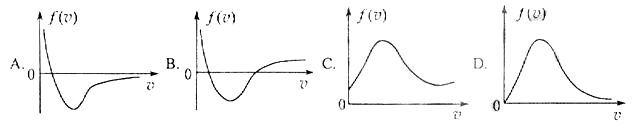 A. f(v) 0 v
B. f(v) 0 v
C. f(v) 0 v
D. f(v) 0 v